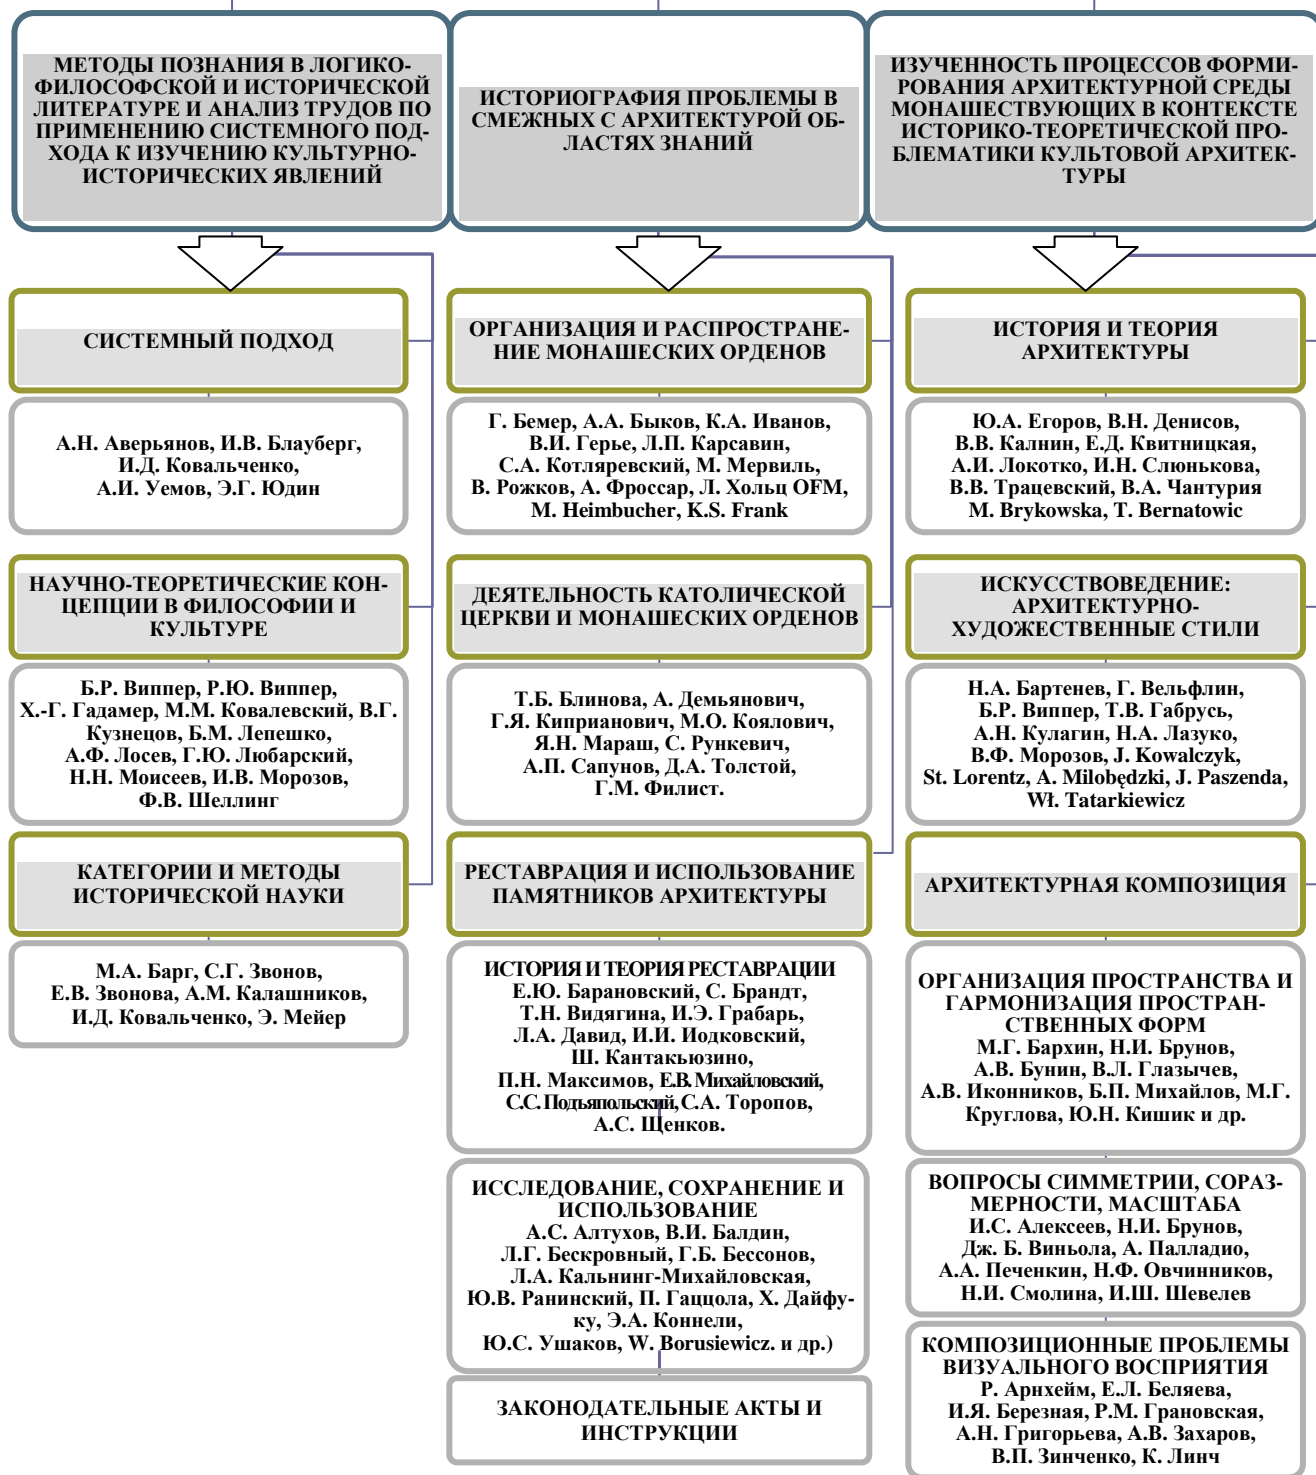 МЕТОДЫ ПОЗНАНИЯ В ЛОГИКО-
ФИЛОСОФСКОЙ И ИСТОРИЧЕСКОЙ
ЛИТЕРАТУРЕ И АНАЛИЗ ТРУДОВ ПО
ПРИМЕНЕНИЮ СИСТЕМНОГО ПОД-
ХОДА К ИЗУЧЕНИЮ КУЛЬТУРНО-
ИСТОРИЧЕСКИХ ЯВЛЕНИЙ
СИСТЕМНЫЙ ПОДХОД
А.Н. Аверьянов, И.В. Блауберг,
И.Д. Ковальченко,
А.И. Уемов, Э.Г. Юдин
НАУЧНО-ТЕОРЕТИЧЕСКИЕ КОН-
ЦЕПЦИИ В ФИЛОСОФИИ И
КУЛЬТУРЕ
Б.Р. Виппер, Р.Ю. Виппер,
Х.-Г. Гадамер, М.М. Ковалевский, В.Г.
Кузнецов, Б.М. Лепешко,
А.Ф. Лосев, Г.Ю. Любарский,
Н.Н. Моисеев, И.В. Морозов,
Ф.В. Шеллинг
КАТЕГОРИИ И МЕТОДЫ
ИСТОРИЧЕСКОЙ НАУКИ
М.А. Барг, С.Г. Звонов,
Е.В. Звонова, А.М. Калашников,
И.Д. Ковальченко, Э. Мейер
ИСТОРИОГРАФИЯ ПРОБЛЕМЫ В
СМЕЖНЫХ С АРХИТЕКТУРОЙ ОБ-
ЛАСТЯХ ЗНАНИЙ
ОРГАНИЗАЦИЯ И РАСПРОСТРАНЕ-
НИЕ МОНАШЕСКИХ ОРДЕНОВ
Г. Бемер, А.А. Быков, К.А. Иванов,
В.И. Герье, Л.П. Карсавин,
С.А. Котляревский, М. Мервиль,
В. Рожков, А. Фроссар, Л. Хольц OFM,
M. Heimbucher, K.S. Frank
ДЕЯТЕЛЬНОСТЬ КАТОЛИЧЕСКОЙ
ЦЕРКВИ И МОНАШЕСКИХ ОРДЕНОВ
Т.Б. Блинова, А. Демьянович,
Г.Я. Киприанович, М.О. Коялович,
Я.Н. Мараш, С. Рункевич,
А.П. Сапунов, Д.А. Толстой,
Г.М. Филист.
РЕСТАВРАЦИЯ И ИСПОЛЬЗОВАНИЕ
ПАМЯТНИКОВ АРХИТЕКТУРЫ
ИСТОРИЯ И ТЕОРИЯ РЕСТАВРАЦИИ
Е.Ю. Барановский, С. Брандт,
Т.Н. Видягина, И.Э. Грабарь,
Л.А. Давид, И.И. Иодковский,
Ш. Кантакьюзино,
П.Н. Максимов, Е.В. Михайловский,
С.С. Подъяпольский, С.А. Торопов,
А.С. Щенков.
ИССЛЕДОВАНИЕ, СОХРАНЕНИЕ И
ИСПОЛЬЗОВАНИЕ
А.С. Алтухов, В.И. Балдин,
Л.Г. Бескровный, Г.Б. Бессонов,
Л.А. Кальнинг-Михайловская,
Ю.В. Ранинский, П. Гаццола, Х. Дайфу-
ку, Э.А. Коннели,
Ю.С. Ушаков, W. Borusiewicz. и др.)
ЗАКОНОДАТЕЛЬНЫЕ АКТЫ И
ИНСТРУКЦИИ
ИЗУЧЕННОСТЬ ПРОЦЕССОВ ФОРМИ-
РОВАНИЯ АРХИТЕКТУРНОЙ СРЕДЫ
МОНАШЕСТВУЮЩИХ В КОНТЕКСТЕ
ИСТОРИКО-ТЕОРЕТИЧЕСКОЙ ПРО-
БЛЕМАТИКИ КУЛЬТОВОЙ АРХИТЕК-
ТУРЫ
ИСТОРИЯ И ТЕОРИЯ
АРХИТЕКТУРЫ
Ю.А. Егоров, В.Н. Денисов,
В.В. Калнин, Е.Д. Квитницкая,
А.И. Локотко, И.Н. Слюнькова,
В.В. Трацевский, В.А. Чантурия
M. Brykowska, T. Bernatowic
ИСКУССТВОВЕДЕНИЕ:
АРХИТЕКТУРНО-
ХУДОЖЕСТВЕННЫЕ СТИЛИ
Н.А. Бартенев, Г. Вельфлин,
Б.Р. Виппер, Т.В. Габрусь,
А.Н. Кулагин, Н.А. Лазуко,
В.Ф. Морозов, J. Kowalczyk,
St. Lorentz, A. Milobędzki, J. Paszenda,
Wł. Tatarkiewicz
АРХИТЕКТУРНАЯ КОМПОЗИЦИЯ
ОРГАНИЗАЦИЯ ПРОСТРАНСТВА И
ГАРМОНИЗАЦИЯ ПРОСТРАН-
СТВЕННЫХ ФОРМ
М.Г. Бархин, Н.И. Брунов,
А.В. Бунин, В.Л. Глазычев,
А.В. Иконников, Б.П. Михайлов, М.Г.
Круглова, Ю.Н. Кишик и др.
ВОПРОСЫ СИММЕТРИИ, СОРАЗ-
МЕРНОСТИ, МАСШТАБА
И.С. Алексеев, Н.И. Брунов,
Дж. Б. Виньола, А. Палладио,
А.А. Печенкин, Н.Ф. Овчинников,
Н.И. Смолина, И.Ш. Шевелев
КОМПОЗИЦИОННЫЕ ПРОБЛЕМЫ
ВИЗУАЛЬНОГО ВОСПРИЯТИЯ
Р. Арнхейм, Е.Л. Беляева,
И.Я. Березная, Р.М. Грановская,
А.Н. Григорьева, А.В. Захаров,
В.П. Зинченко, К. Линч